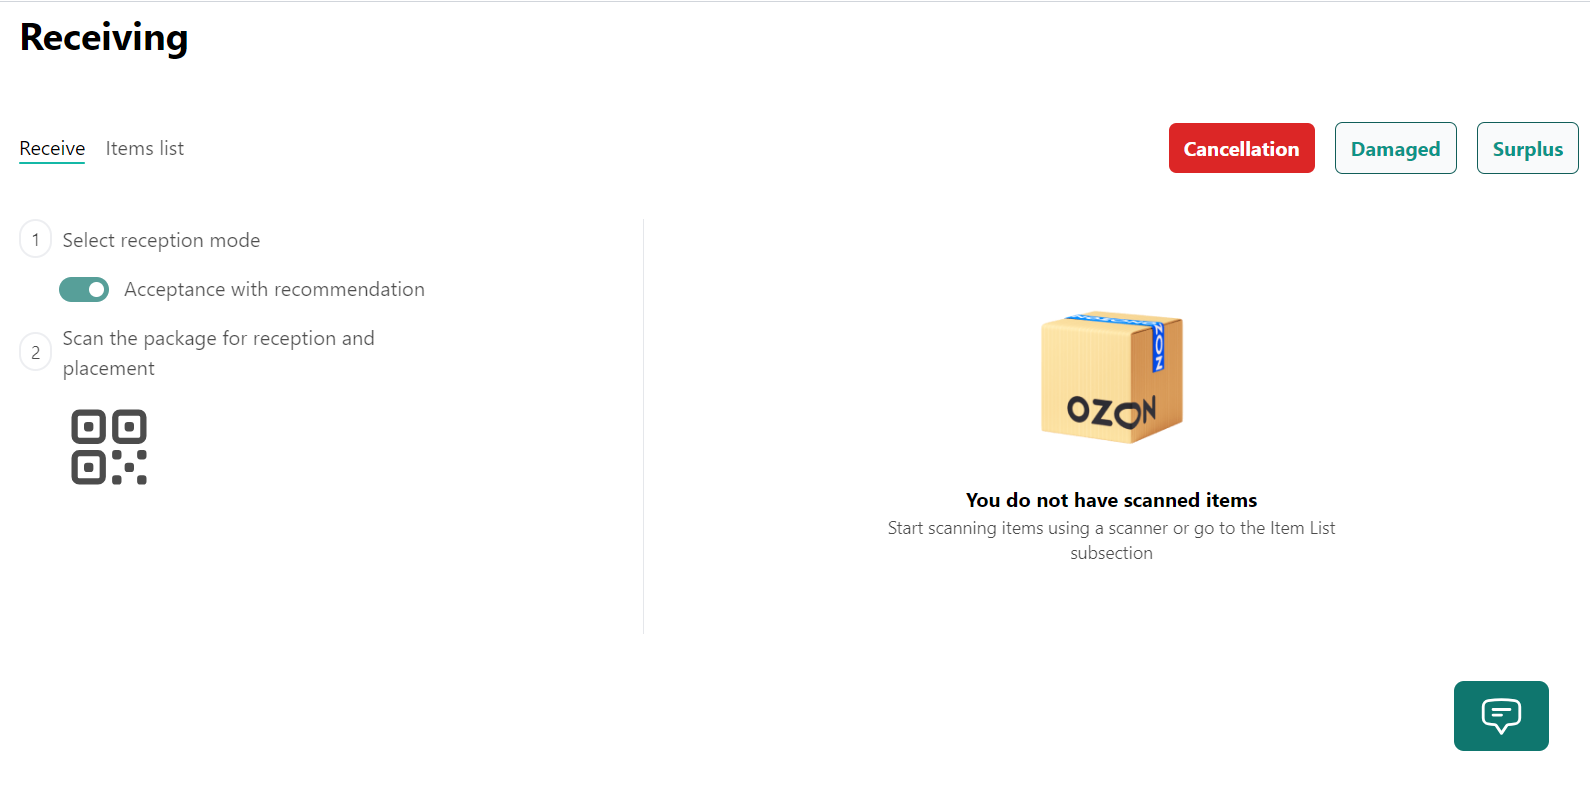 Receiving
Receive
Items list
Cancellation
Damaged
Surplus
1
Select reception mode
Acceptance with recommendation
2
Scan the package for reception and
placement
OZON
OZON
You do not have scanned items
Start scanning items using a scanner or go to the Item List
subsection